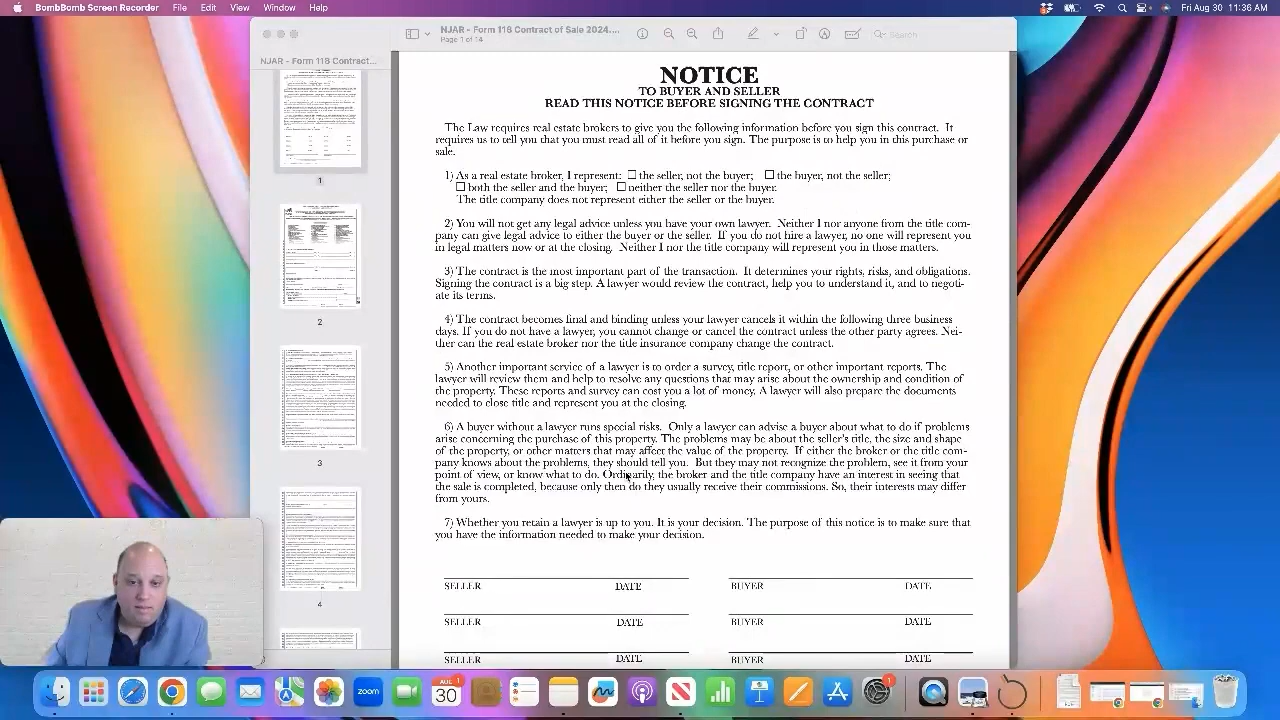 BombBomb Screen Recorder File Edit View Window Help
Fri Aug 30 11:36 AM
NJAR - Form 118 Contract of Sale 2024....
Page 1 of 14
Search
NJAR - Form 118 Contract...
1
2
3
4
NOTICE
TO BUYER AND SELLER
READ THIS NOTICE BEFORE SIGNING THE CONTRACT
The Law requires real estate brokers to give you the following information before you sign this contract. It
requires us to tell you that you must read all of it before you sign. The purpose is to help you in this purchase or
sale.
1) As a real estate broker, I represent: the seller, not the buyer; the buyer, not the seller;
both the seller and the buyer; neither the seller nor the buyer.
The title company does not represent either the seller or the buyer.
2) You will not get any legal advice unless you have your own lawyer. Neither I nor anyone from the title com-
pany can give legal advice to either the buyer or the seller. If you do not hire a lawyer, no one will represent you
in legal matters now or at the closing. Neither I nor the title company will represent you in those matters.
3) The contract is the most important part of the transaction. It determines your rights, risks, and obligations.
Signing the contract is a big step. A lawyer would review the contract, help you to understand it, and to negoti-
ate its terms.
4) The contract becomes final and binding unless your lawyer cancels it within the following three business
days. If you do not have a lawyer, you cannot change or cancel the contract unless the other party agrees. Nei-
ther can the real estate broker nor the title insurance company change the contract.
5) Another important service of a lawyer is to order a survey, title report, or other important reports. The
lawyer will review them and help to resolve any questions that may arise about the ownership and condition of
the property. These reports and survey can cost you a lot of money. A lawyer will also prepare the documents
needed to close title and represent you at the closing.
6) A buyer without a lawyer runs special risks. Only a lawyer can advise a buyer about what to do if problems
arise concerning the purchase of this property. The problems may be about the seller's title, the size and shape
of the property, or other matters that may affect the value of the property. If either the broker or the title com-
pany knows about the problems, they should tell you. But they may not recognize the problem, see it from your
point of view, or know what to do. Ordinarily, the broker and the title company have an interest in seeing that
the sale is completed, because only then do they usually receive their commissions. So, their interests may differ
from yours.
7) Whether you retain a lawyer is up to you. It is your decision. The purpose of this notice is to make sure that
you have the information needed to make your decision.
SELLER DATE BUYER DATE
SELLER DATE BUYER DATE
SELLER DATE BUYER DATE
AUG
30
zoom
1